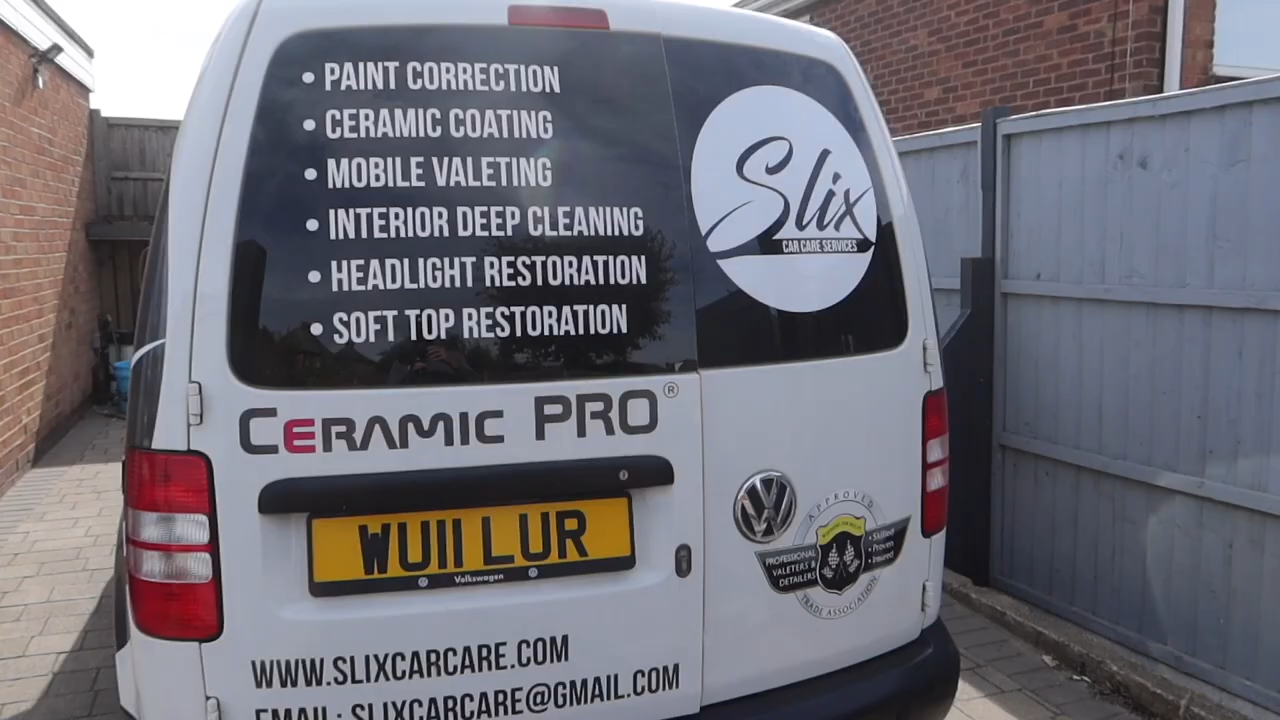 • PAINT CORRECTION
• CERAMIC COATING
• MOBILE VALETING
• INTERIOR DEEP CLEANING
• HEADLIGHT RESTORATION
• SOFT TOP RESTORATION
Slix
CAR CARE SERVICES
CERAMIC PRO®
WU11 LUR
Volkswagen
APPROVED
PROFESSIONAL
VALETERS &
DETAILERS
• Skilled
• Proven
• Insured
TRADE ASSOCIATION
WWW.SLIXCARCARE.COM
EMAIL: SLIXCARCARE@GMAIL.COM